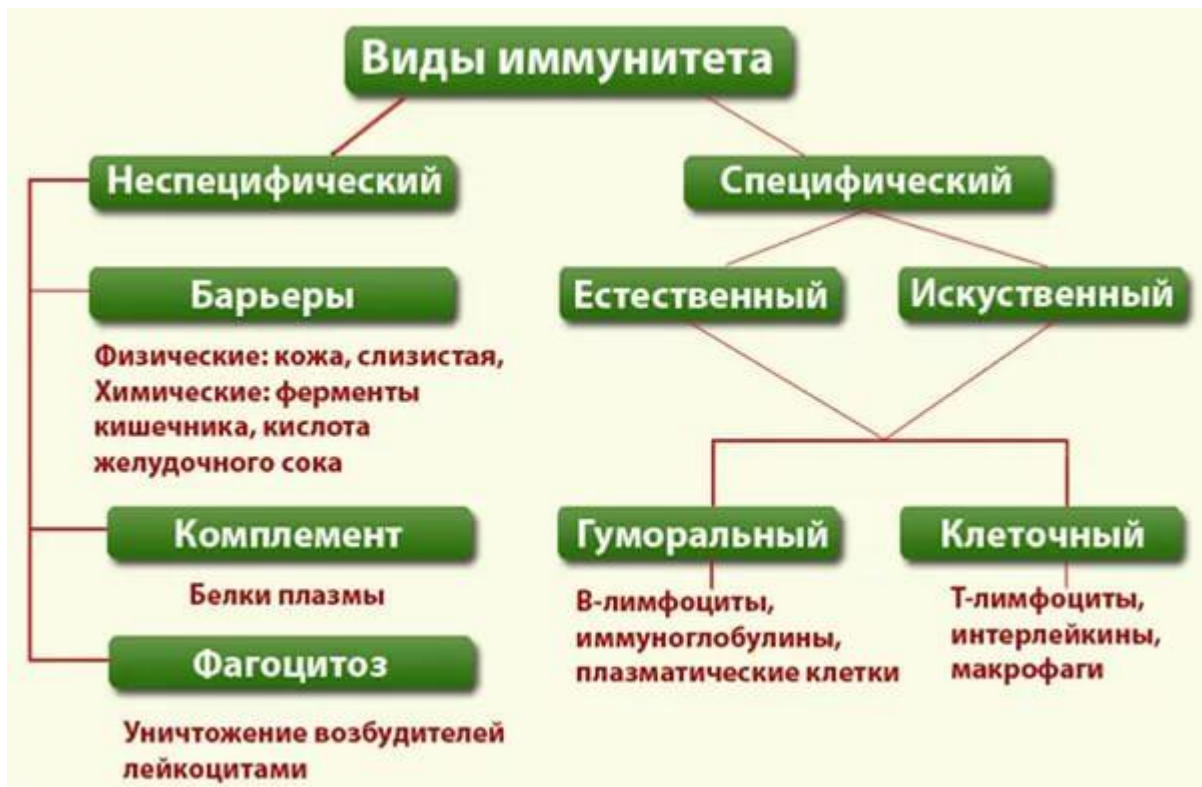 Виды иммунитета
Неспецифический
Специфический
Барьеры
Естественный
Искуственный
Физические: кожа, слизистая,
Химические: ферменты
кишечника, кислота
желудочного сока
Комплемент
Гуморальный
Клеточный
Белки плазмы
В-лимфоциты,
иммуноглобулины,
плазматические клетки
Т-лимфоциты,
интерлейкины,
макрофаги
Фагоцитоз
Уничтожение возбудителей
лейкоцитами